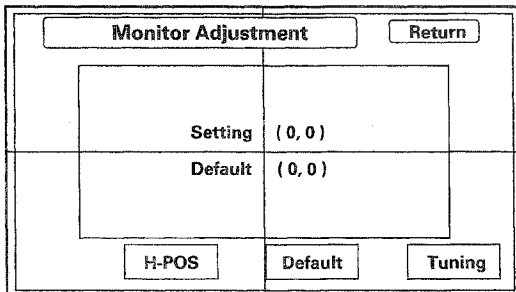 Monitor Adjustment Return
Setting ( 0, 0 )
Default ( 0, 0 )
H-POS Default Tuning